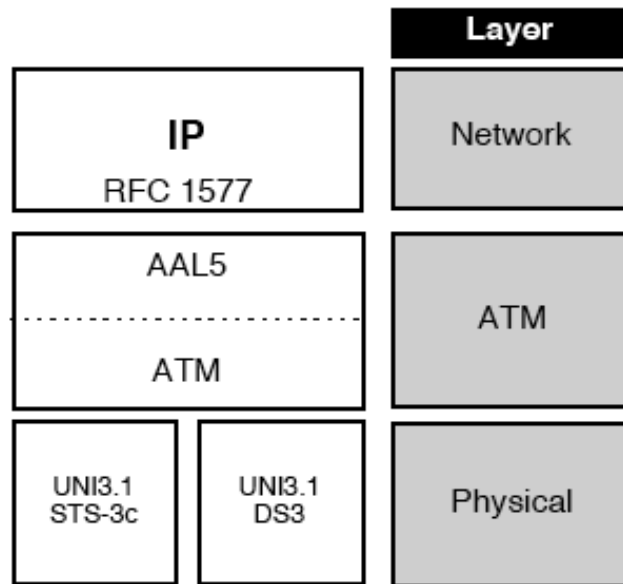 Layer
IP
RFC 1577
Network
AAL5
ATM
ATM
UNI3.1
STS-3c
UNI3.1
DS3
Physical